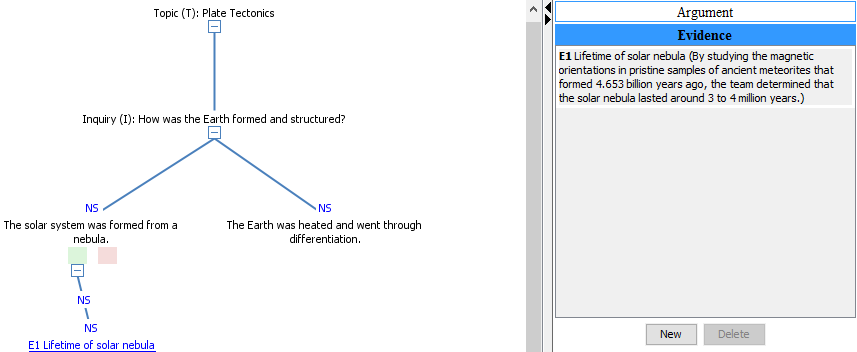 Topic (T): Plate Tectonics
Inquiry (I): How was the Earth formed and structured?
NS
The solar system was formed from a
nebula.
NS
The Earth was heated and went through
differentiation.
NS
NS
E1 Lifetime of solar nebula
Argument
Evidence
E1 Lifetime of solar nebula (By studying the magnetic
orientations in pristine samples of ancient meteorites that
formed 4.653 billion years ago, the team determined that
the solar nebula lasted around 3 to 4 million years.)
New
Delete